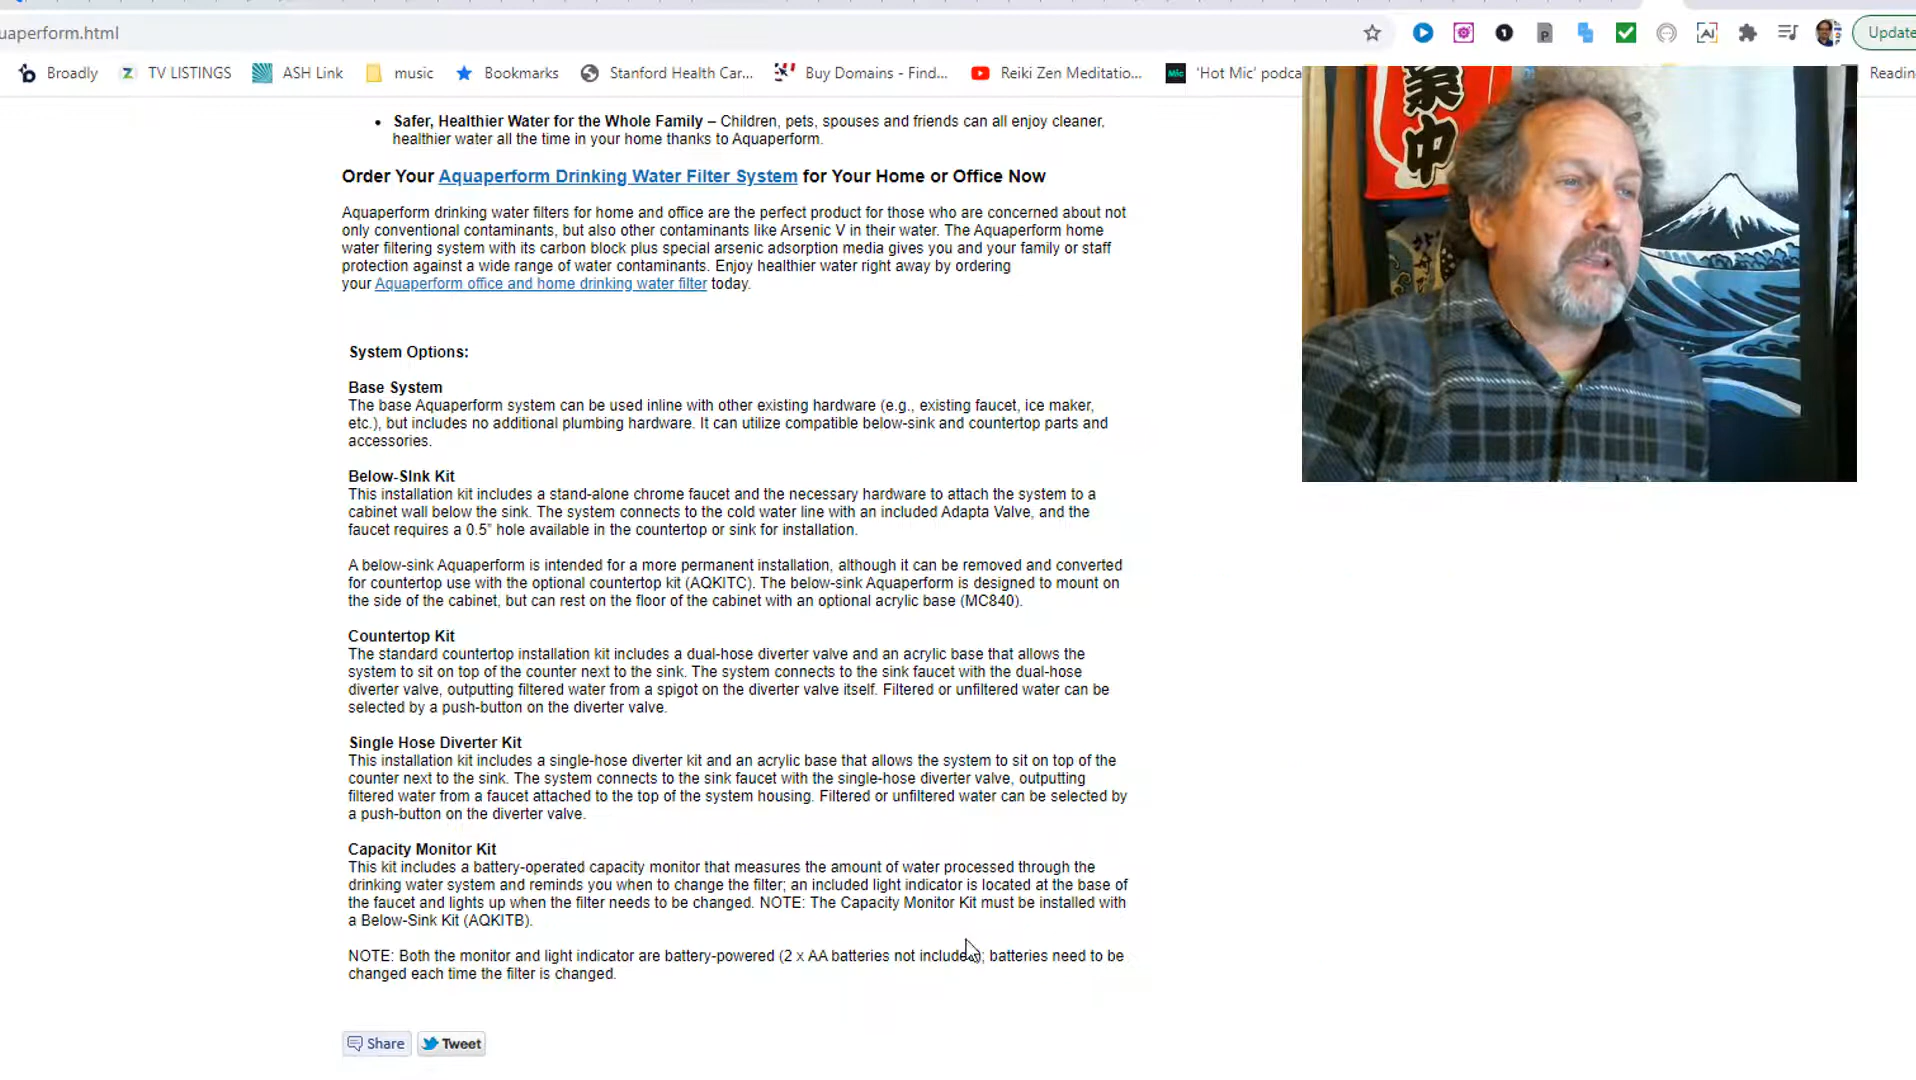 uaperform.html
Update
Broadly
TV LISTINGS
ASH Link
music
Bookmarks
Stanford Health Car...
Buy Domains - Find...
Reiki Zen Meditatio...
Mic
'Hot Mic' podca
Readin
• Safer, Healthier Water for the Whole Family – Children, pets, spouses and friends can all enjoy cleaner,
healthier water all the time in your home thanks to Aquaperform.
Order Your Aquaperform Drinking Water Filter System for Your Home or Office Now
Aquaperform drinking water filters for home and office are the perfect product for those who are concerned about not
only conventional contaminants, but also other contaminants like Arsenic V in their water. The Aquaperform home
water filtering system with its carbon block plus special arsenic adsorption media gives you and your family or staff
protection against a wide range of water contaminants. Enjoy healthier water right away by ordering
your Aquaperform office and home drinking water filter today.
System Options:
Base System
The base Aquaperform system can be used inline with other existing hardware (e.g., existing faucet, ice maker,
etc.), but includes no additional plumbing hardware. It can utilize compatible below-sink and countertop parts and
accessories.
Below-SInk Kit
This installation kit includes a stand-alone chrome faucet and the necessary hardware to attach the system to a
cabinet wall below the sink. The system connects to the cold water line with an included Adapta Valve, and the
faucet requires a 0.5" hole available in the countertop or sink for installation.
A below-sink Aquaperform is intended for a more permanent installation, although it can be removed and converted
for countertop use with the optional countertop kit (AQKITC). The below-sink Aquaperform is designed to mount on
the side of the cabinet, but can rest on the floor of the cabinet with an optional acrylic base (MC840).
Countertop Kit
The standard countertop installation kit includes a dual-hose diverter valve and an acrylic base that allows the
system to sit on top of the counter next to the sink. The system connects to the sink faucet with the dual-hose
diverter valve, outputting filtered water from a spigot on the diverter valve itself. Filtered or unfiltered water can be
selected by a push-button on the diverter valve.
Single Hose Diverter Kit
This installation kit includes a single-hose diverter kit and an acrylic base that allows the system to sit on top of the
counter next to the sink. The system connects to the sink faucet with the single-hose diverter valve, outputting
filtered water from a faucet attached to the top of the system housing. Filtered or unfiltered water can be selected by
a push-button on the diverter valve.
Capacity Monitor Kit
This kit includes a battery-operated capacity monitor that measures the amount of water processed through the
drinking water system and reminds you when to change the filter; an included light indicator is located at the base of
the faucet and lights up when the filter needs to be changed. NOTE: The Capacity Monitor Kit must be installed with
a Below-Sink Kit (AQKITB).
NOTE: Both the monitor and light indicator are battery-powered (2 x AA batteries not included); batteries need to be
changed each time the filter is changed.
Share
Tweet
業中